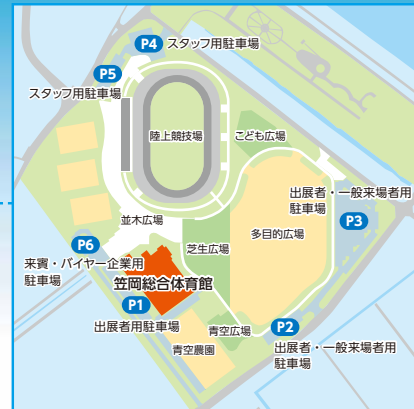 P4 スタッフ用駐車場
P5
スタッフ用駐車場
陸上競技場
こども広場
出展者・一般来場者用
駐車場
P3
並木広場
多目的広場
芝生広場
P6
来賓・バイヤー企業用
駐車場
笠岡総合体育館
P1
出展者用駐車場
青空広場
P2
出展者・一般来場者用
駐車場
青空農園